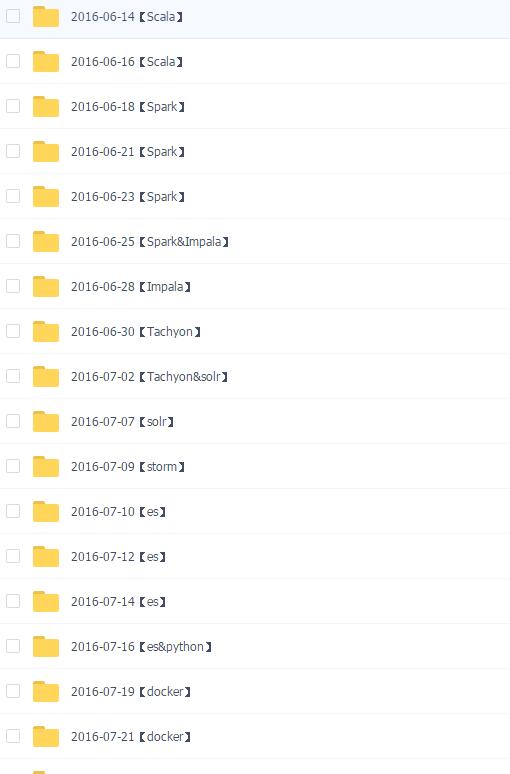 2016-06-14【Scala】
2016-06-16【Scala】
2016-06-18【Spark】
2016-06-21【Spark】
2016-06-23【Spark】
2016-06-25【Spark&Impala】
2016-06-28【Impala】
2016-06-30【Tachyon】
2016-07-02【Tachyon&solr】
2016-07-07【solr】
2016-07-09【storm】
2016-07-10【es】
2016-07-12【es】
2016-07-14【es】
2016-07-16【es&python】
2016-07-19【docker】
2016-07-21【docker】